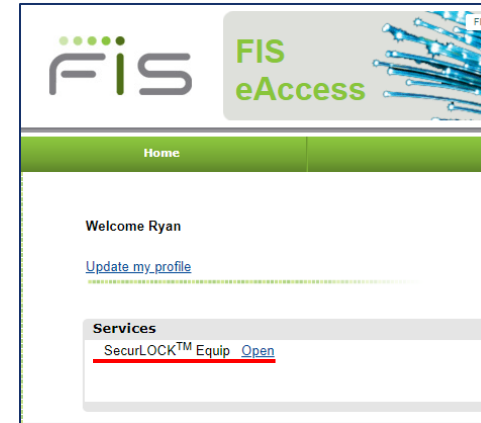 FIS
FIS
eAccess
Home
Welcome Ryan
Update my profile
Services
SecurLOCK™ Equip Open